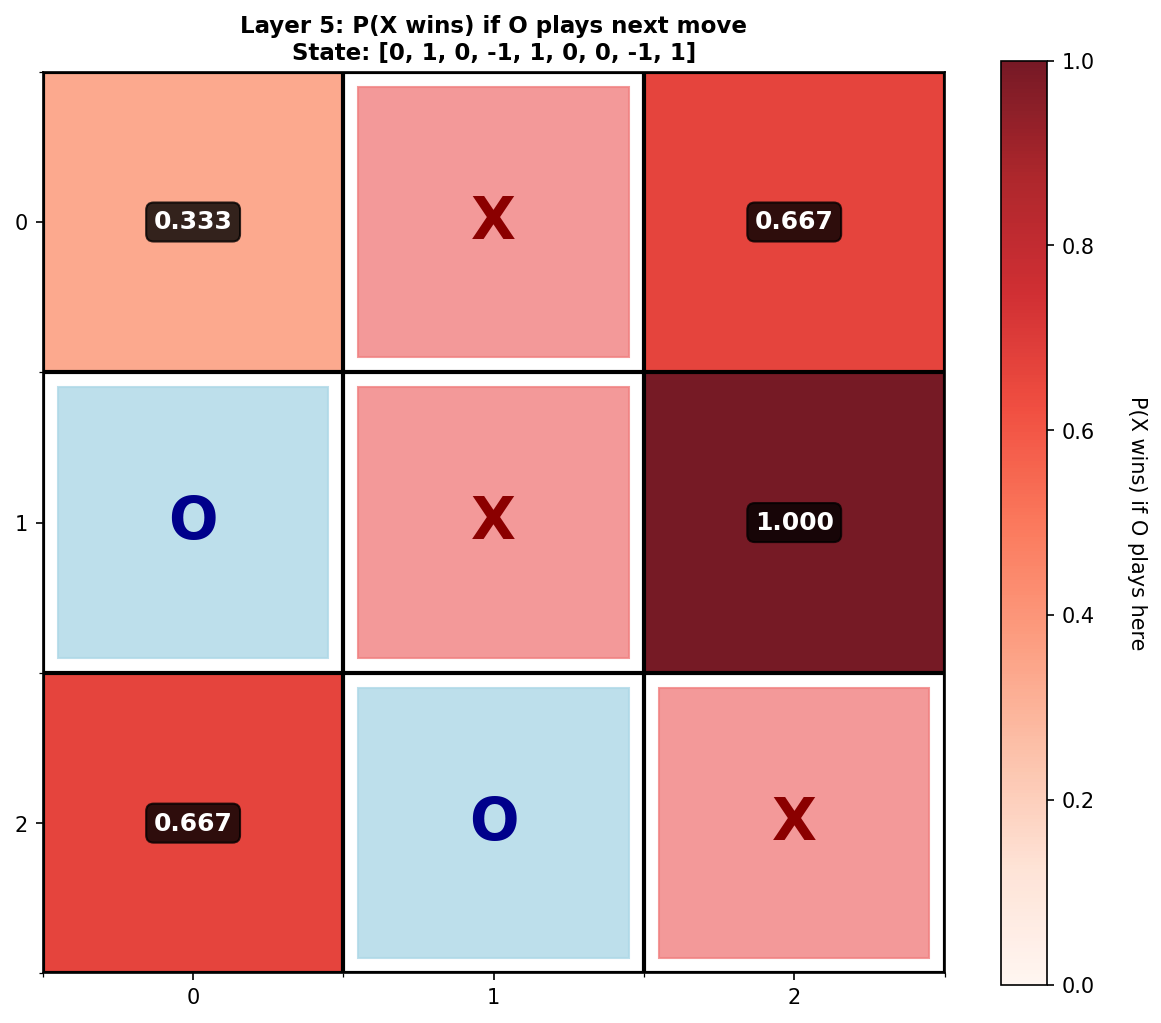 Layer 5: P(X wins) if O plays next move
State: [0, 1, 0, -1, 1, 0, 0, -1, 1]
0
0.333
X
0.667
1
O
X
1.000
2
0.667
O
X
0
1
2
1.0
0.8
0.6
0.4
0.2
0.0
P(X wins) if O plays here